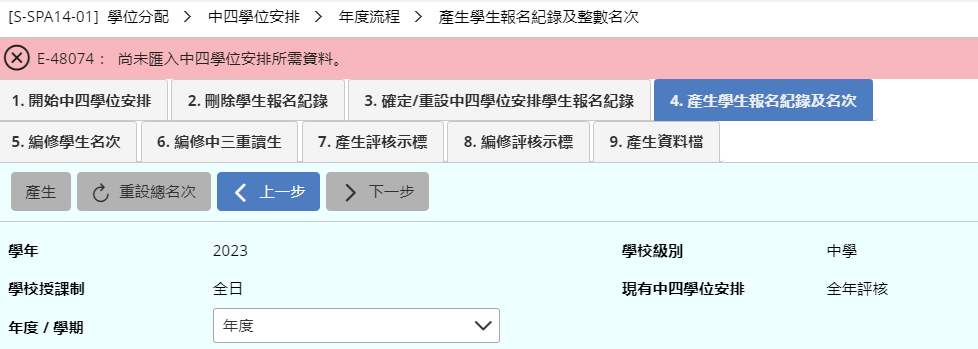 [S-SPA14-01] 學位分配 > 中四學位安排 > 年度流程 > 產生學生報名紀錄及整數名次
E-48074： 尚未匯入中四學位安排所需資料。
1. 開始中四學位安排 2. 刪除學生報名紀錄 3. 確定/重設中四學位安排學生報名紀錄 4. 產生學生報名紀錄及名次
5. 編修學生名次 6. 編修中三重讀生 7. 產生評核示標 8. 編修評核示標 9. 產生資料檔
產生 重設總名次 上一步 下一步
學年 2023 學校級別 中學
學校授課制 全日 現有中四學位安排 全年評核
年度 / 學期 年度